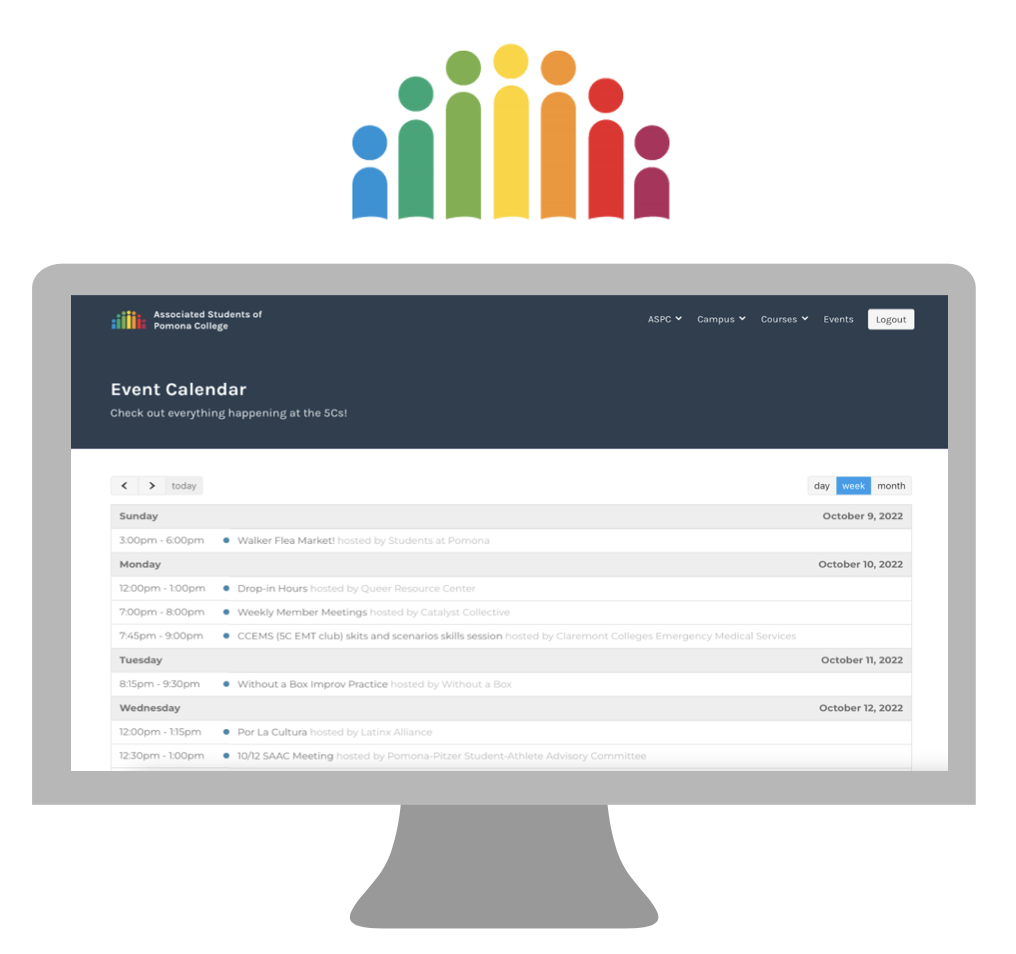 Associated Students of
Pomona College
ASPC Campus Courses Events Logout
Event Calendar
Check out everything happening at the 5Cs!
today day week month
Sunday October 9, 2022
3:00pm - 6:00pm Walker Flea Market! hosted by Students at Pomona
Monday October 10, 2022
12:00pm - 1:00pm Drop-in Hours hosted by Queer Resource Center
7:00pm - 8:00pm Weekly Member Meetings hosted by Catalyst Collective
7:45pm - 9:00pm CCEMS (5C EMT club) skits and scenarios skills session hosted by Claremont Colleges Emergency Medical Services
Tuesday October 11, 2022
8:15pm - 9:30pm Without a Box Improv Practice hosted by Without a Box
Wednesday October 12, 2022
12:00pm - 1:15pm Por La Cultura hosted by Latinx Alliance
12:30pm - 1:00pm 10/12 SAAC Meeting hosted by Pomona-Pitzer Student-Athlete Advisory Committee